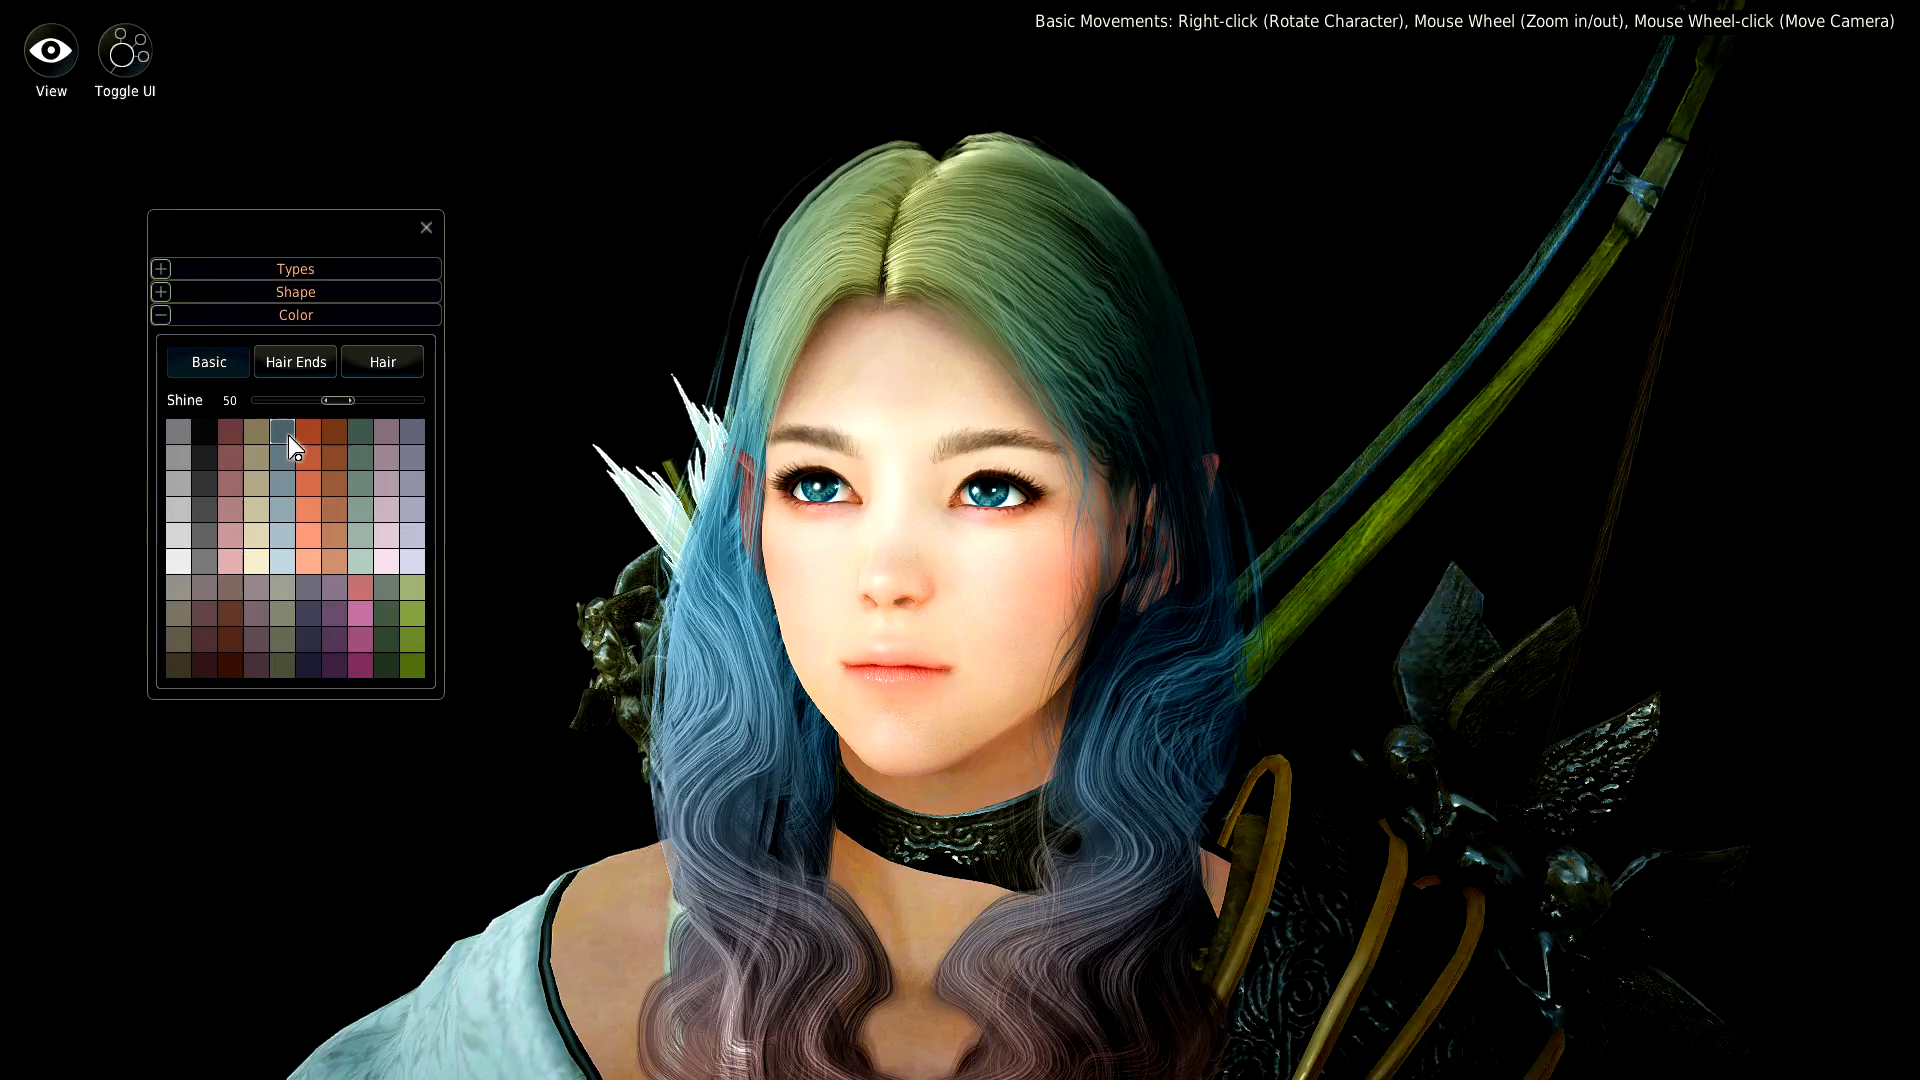 Basic Movements: Right-click (Rotate Character), Mouse Wheel (Zoom in/out), Mouse Wheel-click (Move Camera)
View
Toggle UI
Types
Shape
Color
Basic
Hair Ends
Hair
Shine 50